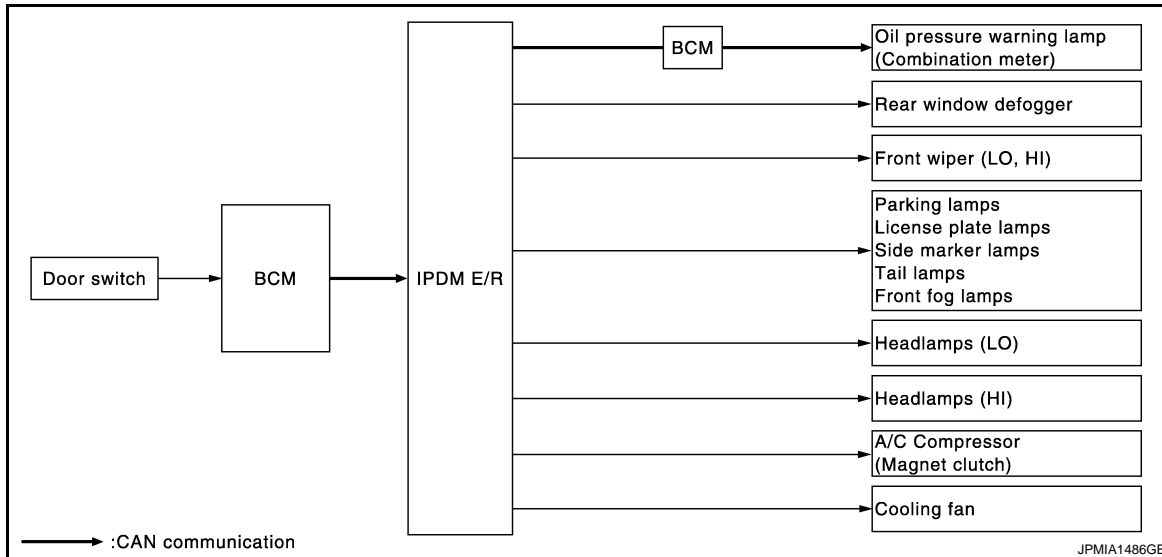 Door switch
BCM
IPDM E/R
BCM
Oil pressure warning lamp
(Combination meter)
Rear window defogger
Front wiper (LO, HI)
Parking lamps
License plate lamps
Side marker lamps
Tail lamps
Front fog lamps
Headlamps (LO)
Headlamps (HI)
A/C Compressor
(Magnet clutch)
Cooling fan
:CAN communication
JPMIA1486GB